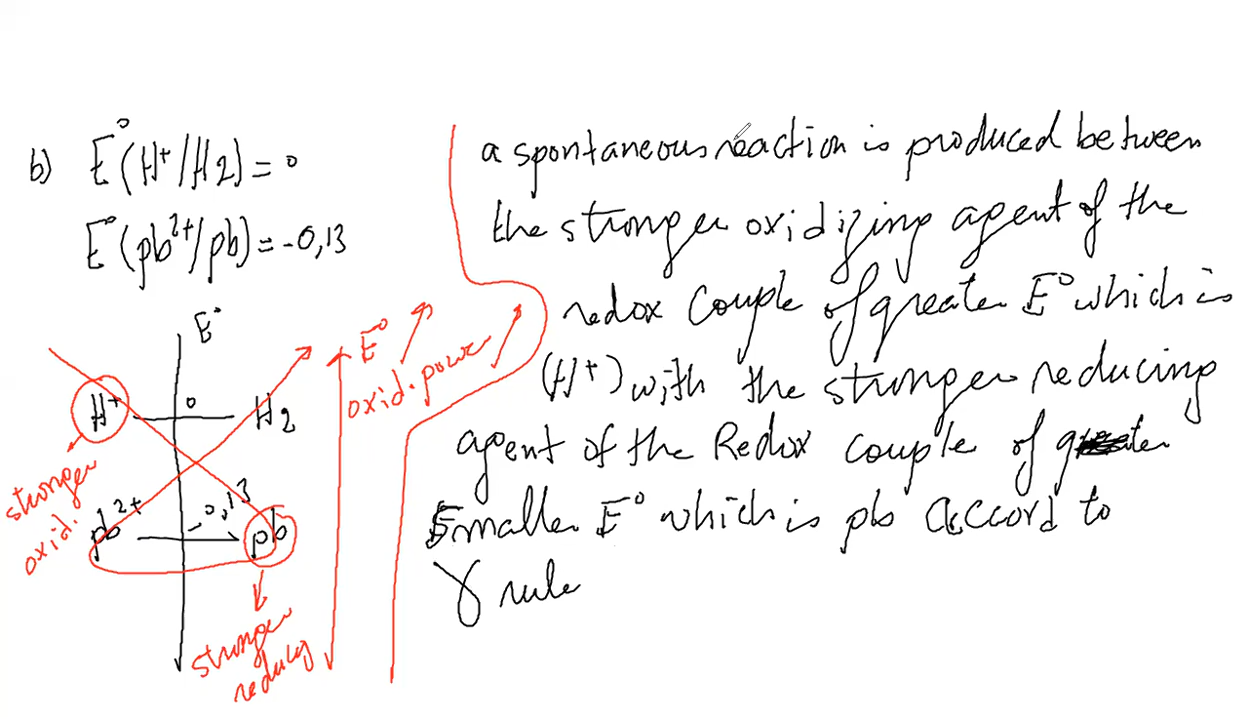 b) E°(H+/H2) = 0
E°(pb2+/pb) = -0,13
E°
H+ 0 H2
pb2+ -0,13 pb
stronger
oxid.
stronger
reducing
E°
oxid. power
a spontaneous reaction is produced between
the stronger oxidizing agent of the
redox couple of greater E° which is
(H+) with the stronger reducing
agent of the Redox couple of
smaller E° which is pb accord to
γ rule